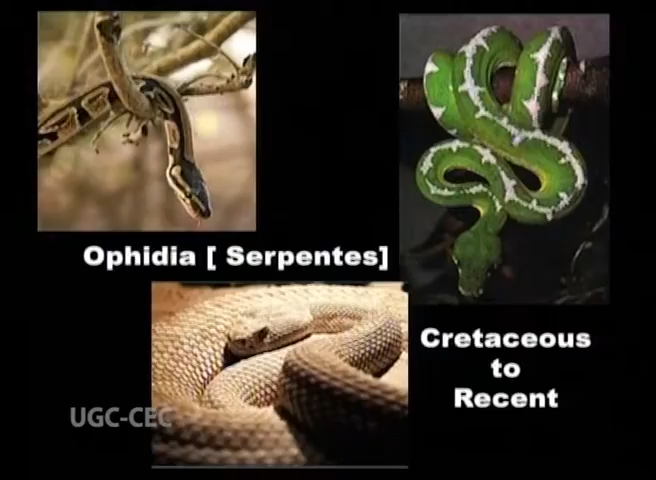 Ophidia [ Serpentes]
Cretaceous
to
Recent
UGC-CEC